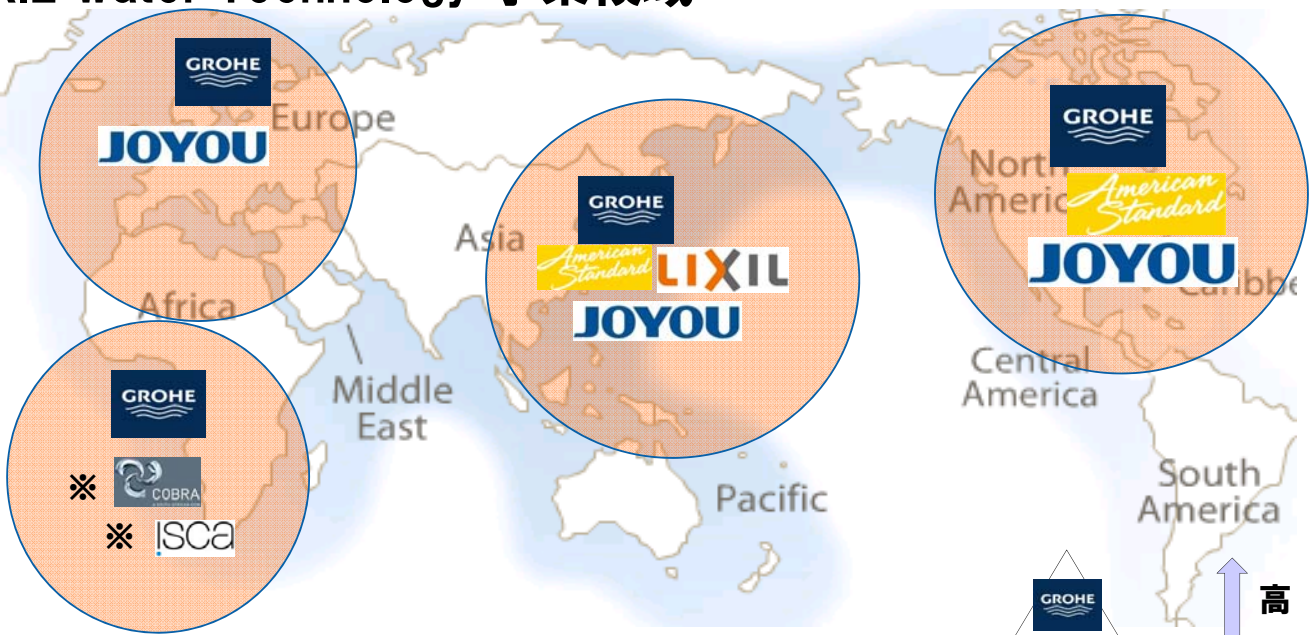 Water Technology 事業領域
GROHE
Europe
JOYOU
GROHE
North
America
American
Standard
JOYOU
Caribbe
GROHE
Asia
American
Standard
LIXIL
JOYOU
Africa
Middle
East
Central
America
GROHE
※ COBRA
※ isca
Pacific
South
America
GROHE
高